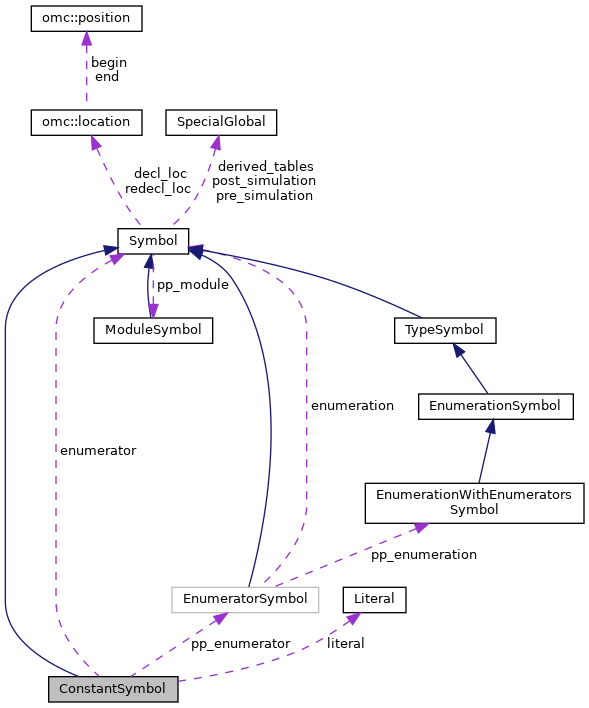 omc::position
begin
end
omc::location
SpecialGlobal
decl_loc
redecl_loc
derived_tables
post_simulation
pre_simulation
Symbol
pp_module
ModuleSymbol
TypeSymbol
EnumerationSymbol
enumeration
enumerator
EnumerationWithEnumerators
Symbol
pp_enumeration
EnumeratorSymbol
Literal
pp_enumerator
literal
ConstantSymbol